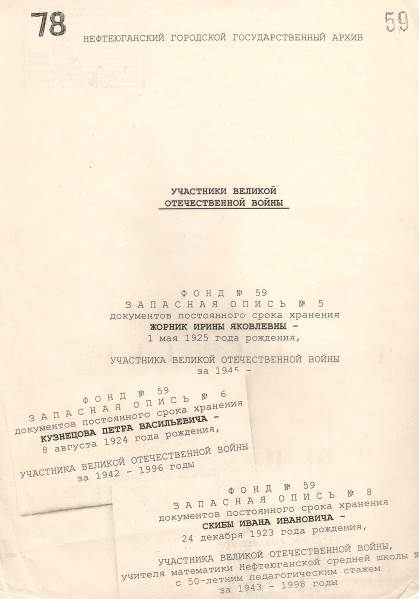 78
59
НЕФТЕЮГАНСКИЙ ГОРОДСКОЙ ГОСУДАРСТВЕННЫЙ АРХИВ
УЧАСТНИКИ ВЕЛИКОЙ
ОТЕЧЕСТВЕННОЙ ВОЙНЫ
ФОНД № 59
ЗАПАСНАЯ ОПИСЬ № 5
документов постоянного срока хранения
ЖОРНИК ИРИНЫ ЯКОВЛЕВНЫ –
1 мая 1925 года рождения,
УЧАСТНИКА ВЕЛИКОЙ ОТЕЧЕСТВЕННОЙ ВОЙНЫ
за 1945 -
ФОНД № 59
ЗАПАСНАЯ ОПИСЬ № 6
документов постоянного срока хранения
КУЗНЕЦОВА ПЕТРА ВАСИЛЬЕВИЧА –
8 августа 1924 года рождения,
УЧАСТНИКА ВЕЛИКОЙ ОТЕЧЕСТВЕННОЙ ВОЙНЫ
за 1942 - 1996 годы
ФОНД № 59
ЗАПАСНАЯ ОПИСЬ № 8
документов постоянного срока хранения
СКИБЫ ИВАНА ИВАНОВИЧА –
24 декабря 1923 года рождения,
УЧАСТНИКА ВЕЛИКОЙ ОТЕЧЕСТВЕННОЙ ВОЙНЫ,
учителя математики Нефтеюганской средней школы №
с 50-летним педагогическим стажем
за 1943 - 1998 годы